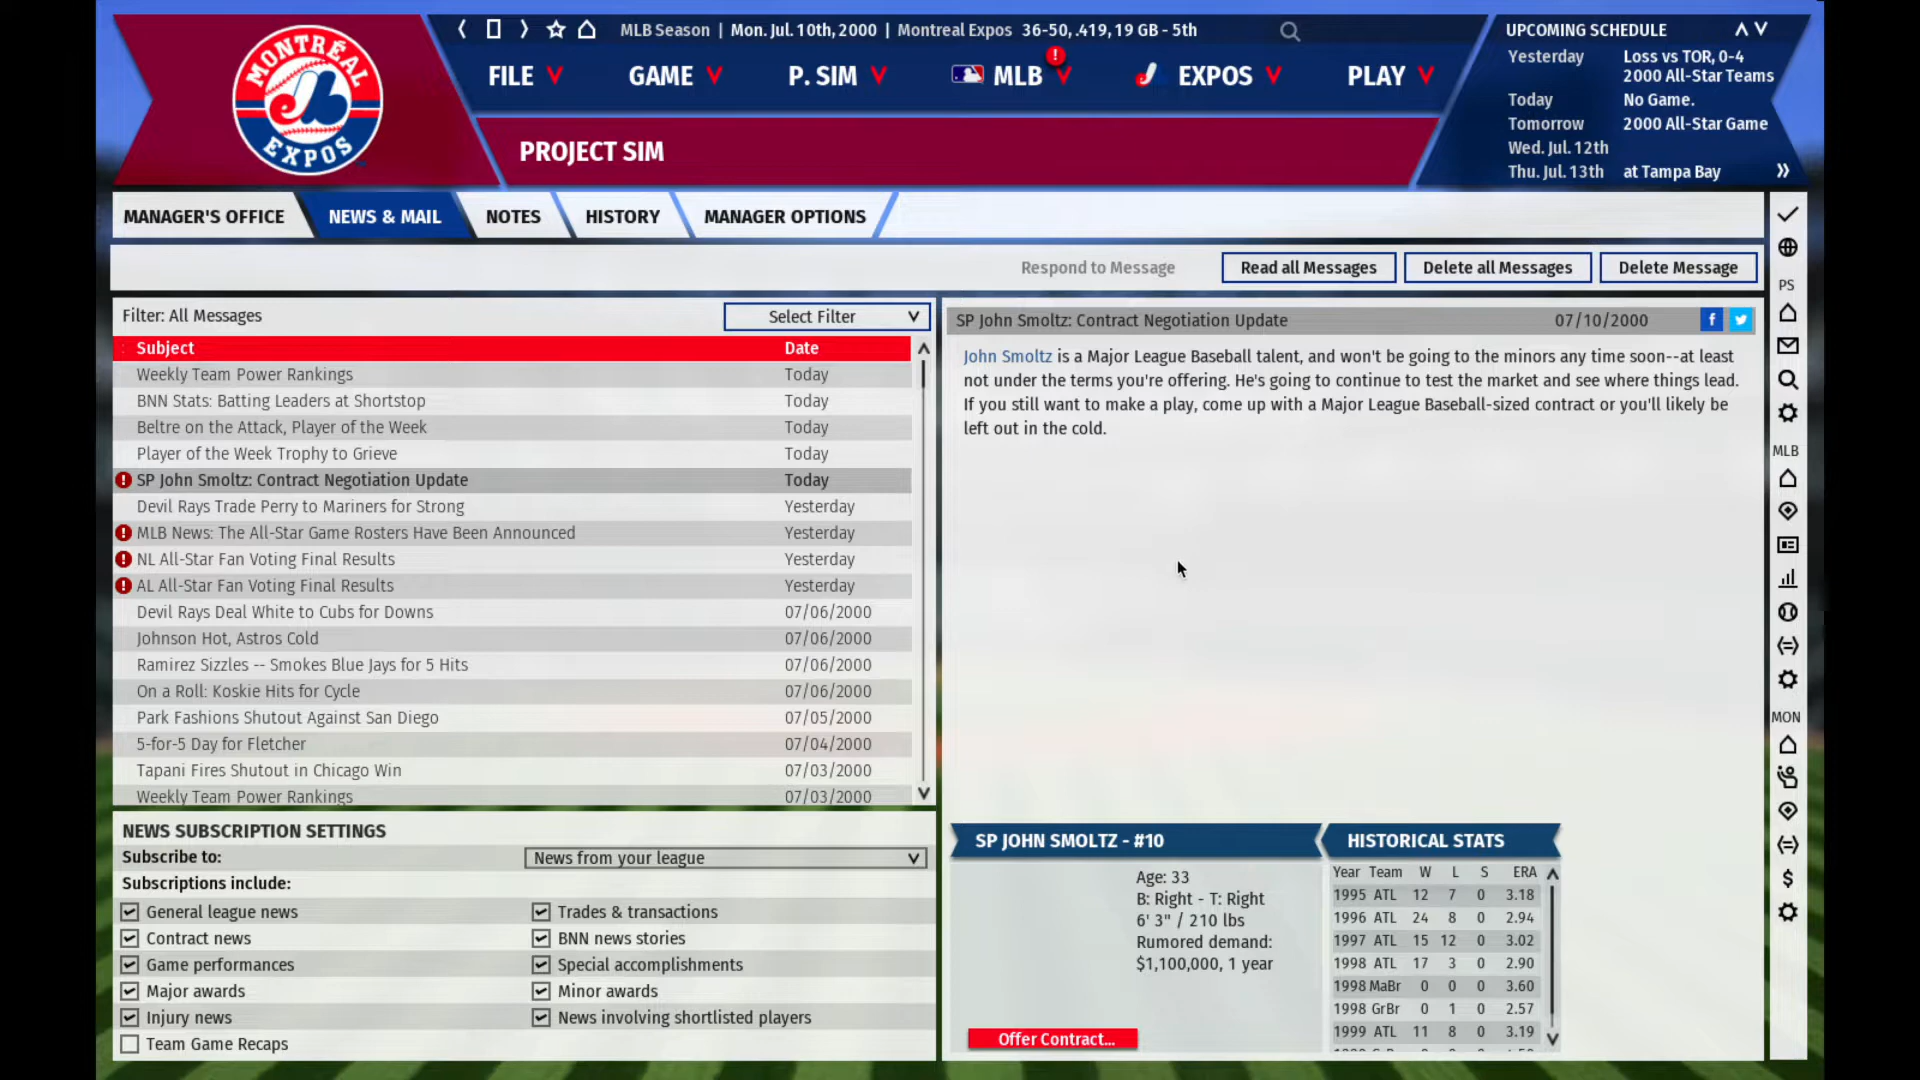 MONTRÉAL
EXPOS
MLB Season | Mon. Jul. 10th, 2000 | Montreal Expos 36-50, .419, 19 GB - 5th
FILE
GAME
P. SIM
MLB
EXPOS
PLAY
PROJECT SIM
UPCOMING SCHEDULE
Yesterday Loss vs TOR, 0-4
2000 All-Star Teams
Today No Game.
Tomorrow 2000 All-Star Game
Wed. Jul. 12th
Thu. Jul. 13th at Tampa Bay
MANAGER'S OFFICE
NEWS & MAIL
NOTES
HISTORY
MANAGER OPTIONS
Respond to Message
Read all Messages
Delete all Messages
Delete Message
Filter: All Messages
Select Filter
Subject Date
Weekly Team Power Rankings Today
BNN Stats: Batting Leaders at Shortstop Today
Beltre on the Attack, Player of the Week Today
Player of the Week Trophy to Grieve Today
SP John Smoltz: Contract Negotiation Update Today
Devil Rays Trade Perry to Mariners for Strong Yesterday
MLB News: The All-Star Game Rosters Have Been Announced Yesterday
NL All-Star Fan Voting Final Results Yesterday
AL All-Star Fan Voting Final Results Yesterday
Devil Rays Deal White to Cubs for Downs 07/06/2000
Johnson Hot, Astros Cold 07/06/2000
Ramirez Sizzles -- Smokes Blue Jays for 5 Hits 07/06/2000
On a Roll: Koskie Hits for Cycle 07/06/2000
Park Fashions Shutout Against San Diego 07/05/2000
5-for-5 Day for Fletcher 07/04/2000
Tapani Fires Shutout in Chicago Win 07/03/2000
Weekly Team Power Rankings 07/03/2000
NEWS SUBSCRIPTION SETTINGS
Subscribe to: News from your league
Subscriptions include:
General league news
Trades & transactions
Contract news
BNN news stories
Game performances
Special accomplishments
Major awards
Minor awards
Injury news
News involving shortlisted players
Team Game Recaps
SP John Smoltz: Contract Negotiation Update 07/10/2000
John Smoltz is a Major League Baseball talent, and won't be going to the minors any time soon--at least
not under the terms you're offering. He's going to continue to test the market and see where things lead.
If you still want to make a play, come up with a Major League Baseball-sized contract or you'll likely be
left out in the cold.
SP JOHN SMOLTZ - #10
Age: 33
B: Right - T: Right
6' 3" / 210 lbs
Rumored demand:
$1,100,000, 1 year
Offer Contract...
HISTORICAL STATS
Year Team W L S ERA
1995 ATL 12 7 0 3.18
1996 ATL 24 8 0 2.94
1997 ATL 15 12 0 3.02
1998 ATL 17 3 0 2.90
1998 MaBr 0 0 0 3.60
1998 GrBr 0 1 0 2.57
1999 ATL 11 8 0 3.19
PS
MLB
MON